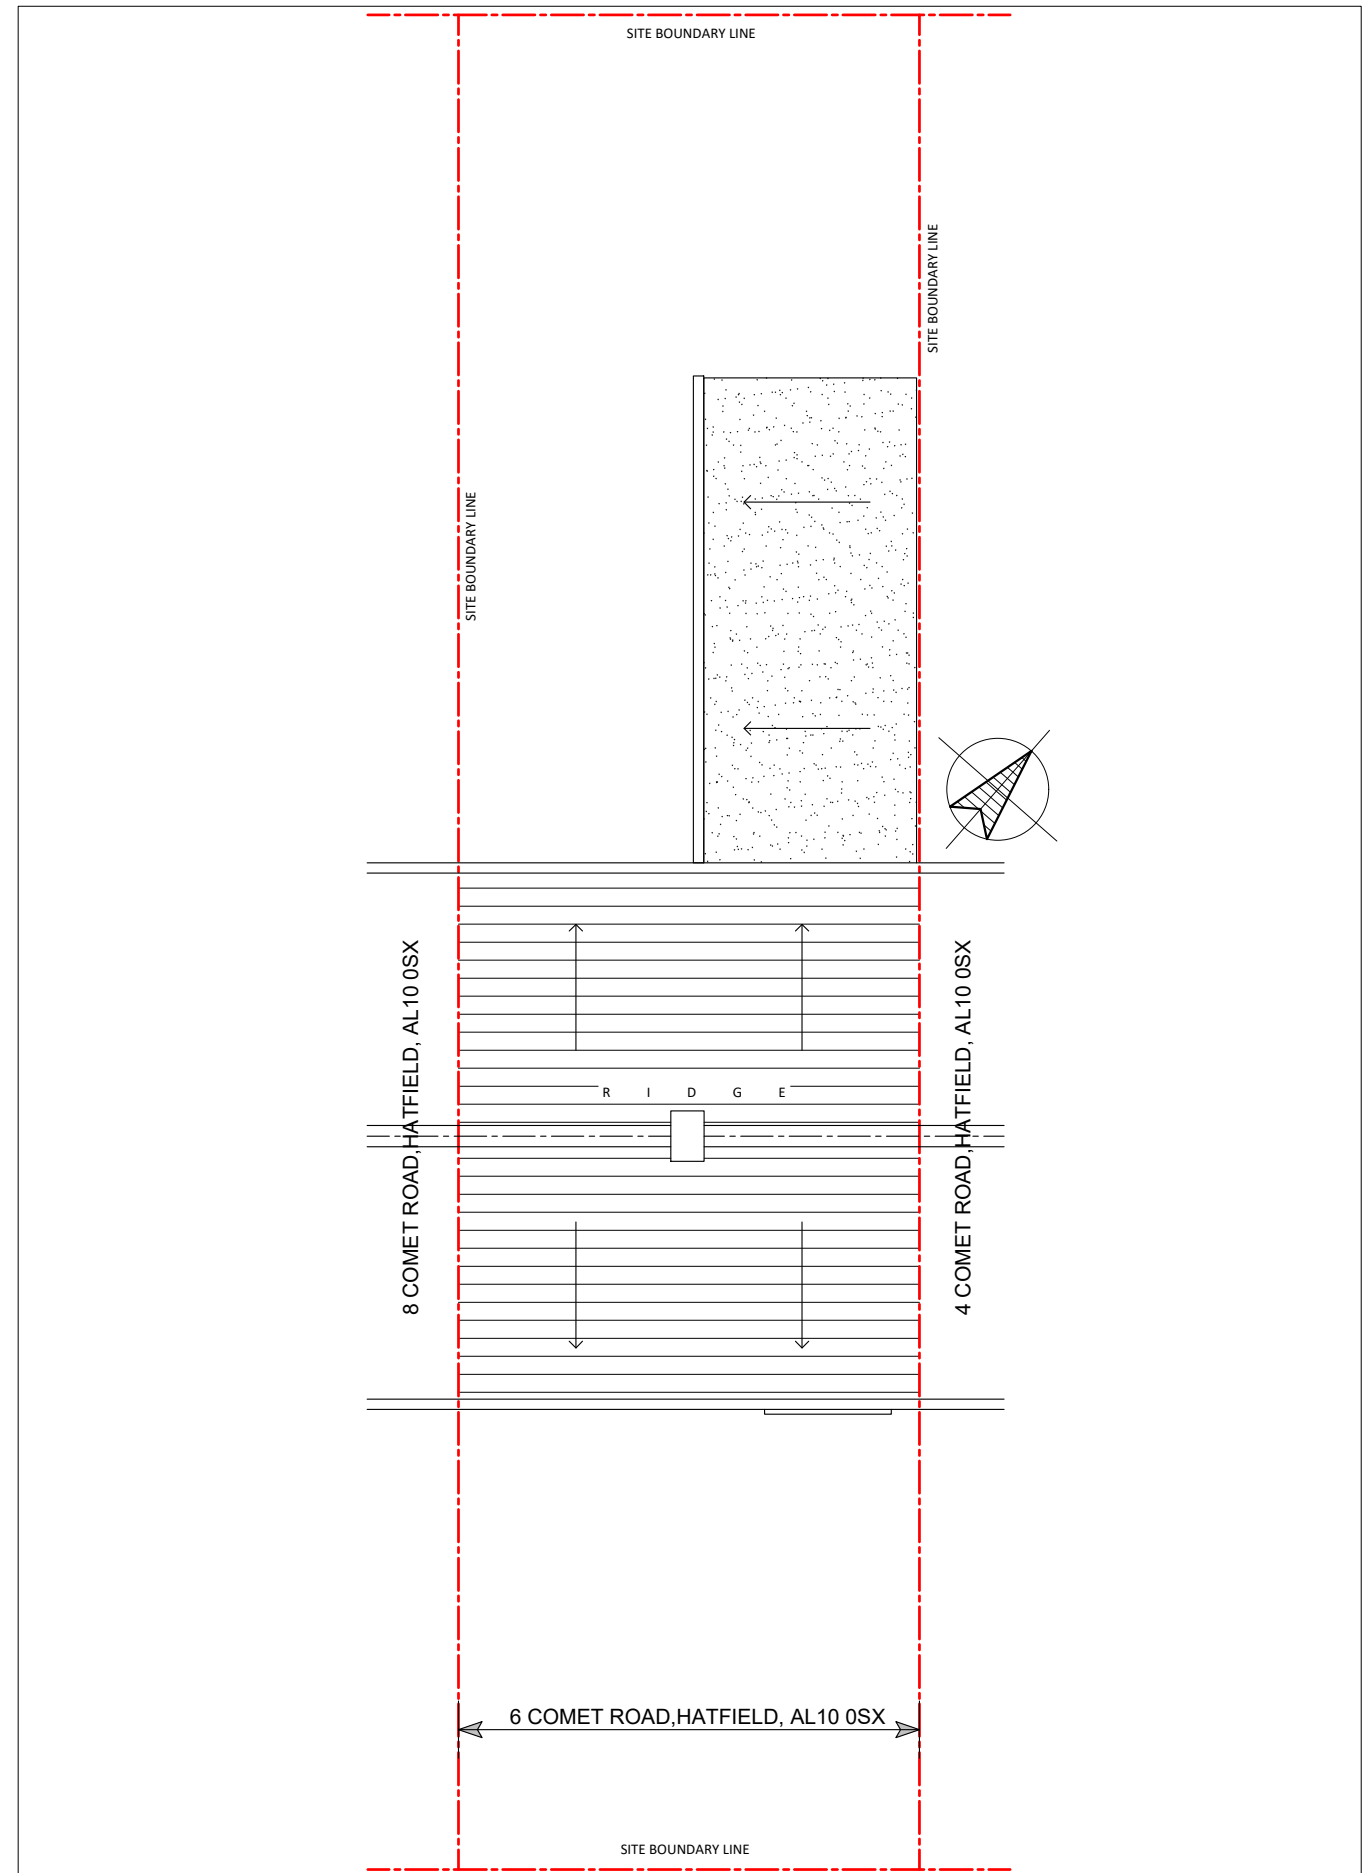 SITE BOUNDARY LINE
SITE BOUNDARY LINE
SITE BOUNDARY LINE
8 COMET ROAD,HATFIELD, AL10 0SX
4 COMET ROAD,HATFIELD, AL10 0SX
R I D G E
6 COMET ROAD,HATFIELD, AL10 0SX
SITE BOUNDARY LINE